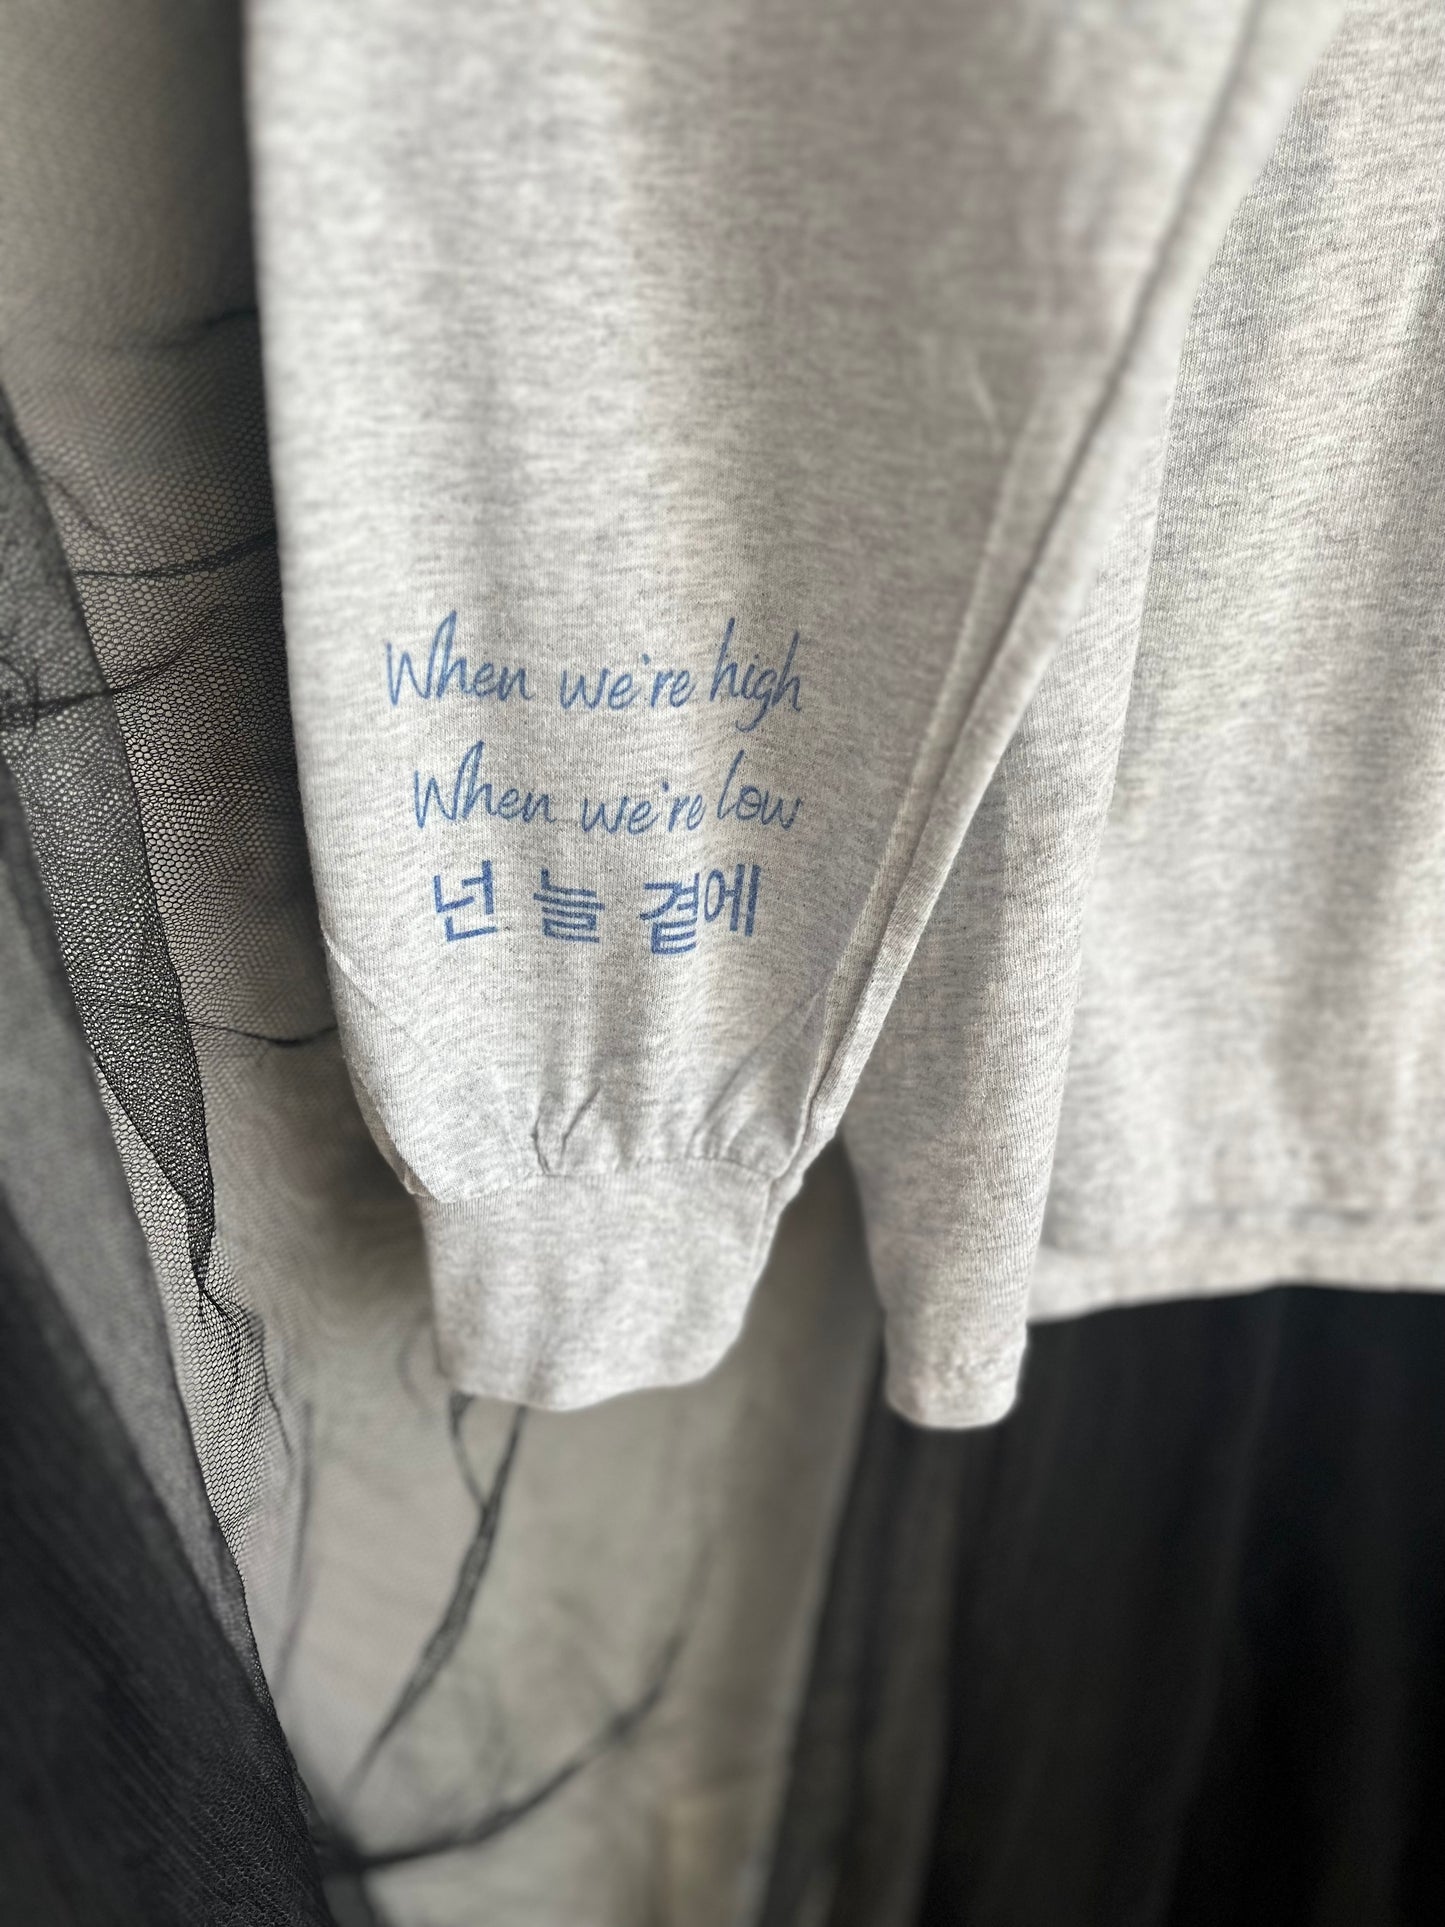 When we're high
When we're low
넌 늘 곁에